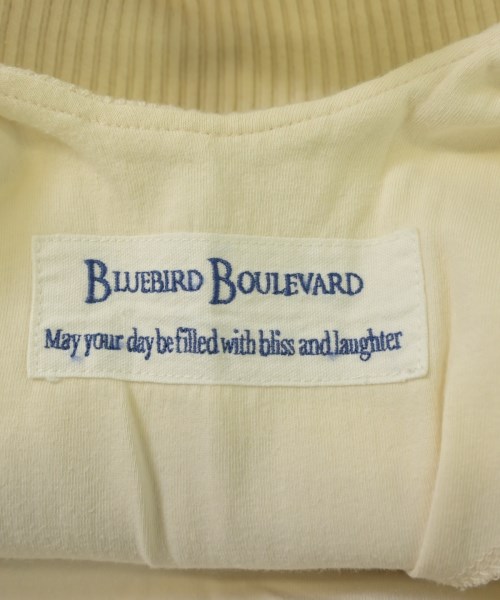 BLUEBIRD BOULEVARD
May your day be filled with bliss and laughter